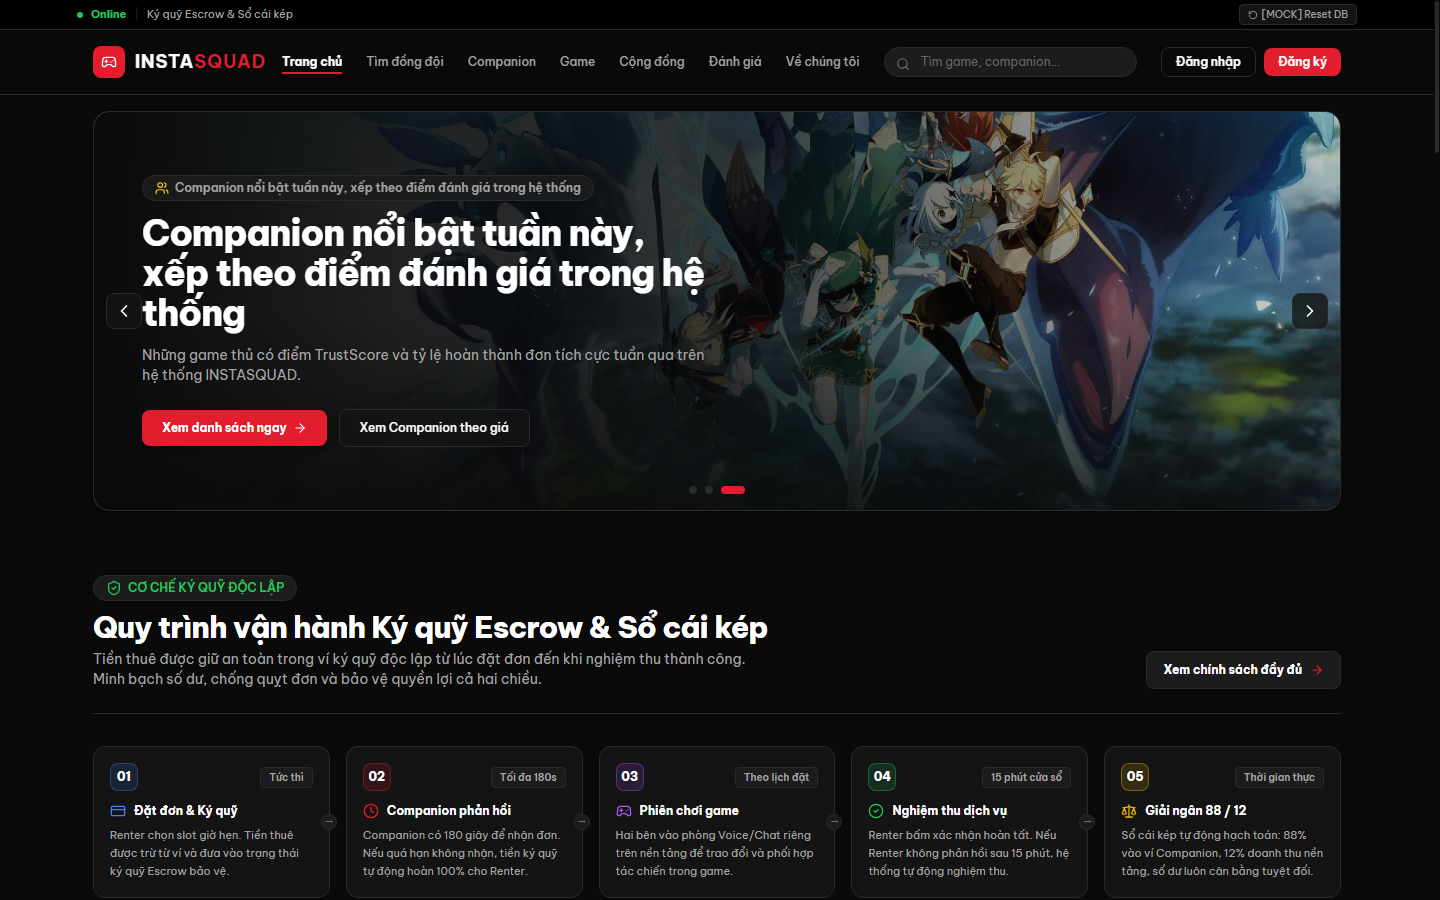 Online
Ký quỹ Escrow & Sổ cái kép
[MOCK] Reset DB
INSTASQUAD
Trang chủ
Tìm đồng đội
Companion
Game
Cộng đồng
Đánh giá
Về chúng tôi
Tìm game, companion...
Đăng nhập
Đăng ký
Companion nổi bật tuần này, xếp theo điểm đánh giá trong hệ thống
Companion nổi bật tuần này,
xếp theo điểm đánh giá trong hệ
thống
Những game thủ có điểm TrustScore và tỷ lệ hoàn thành đơn tích cực tuần qua trên
hệ thống INSTASQUAD.
Xem danh sách ngay
Xem Companion theo giá
CƠ CHẾ KÝ QUỸ ĐỘC LẬP
Quy trình vận hành Ký quỹ Escrow & Sổ cái kép
Tiền thuê được giữ an toàn trong ví ký quỹ độc lập từ lúc đặt đơn đến khi nghiệm thu thành công.
Minh bạch số dư, chống quỵt đơn và bảo vệ quyền lợi cả hai chiều.
Xem chính sách đầy đủ
01
Tức thì
Đặt đơn & Ký quỹ
Renter chọn slot giờ hẹn. Tiền thuê
được trừ từ ví và đưa vào trạng thái
ký quỹ Escrow bảo vệ.
02
Tối đa 180s
Companion phản hồi
Companion có 180 giây để nhận đơn.
Nếu quá hạn không nhận, tiền ký quỹ
tự động hoàn 100% cho Renter.
03
Theo lịch đặt
Phiên chơi game
Hai bên vào phòng Voice/Chat riêng
trên nền tảng để trao đổi và phối hợp
tác chiến trong game.
04
15 phút cửa sổ
Nghiệm thu dịch vụ
Renter bấm xác nhận hoàn tất. Nếu
Renter không phản hồi sau 15 phút, hệ
thống tự động nghiệm thu.
05
Thời gian thực
Giải ngân 88 / 12
Sổ cái kép tự động hạch toán: 88%
vào ví Companion, 12% doanh thu nền
tảng, số dư luôn cân bằng tuyệt đối.